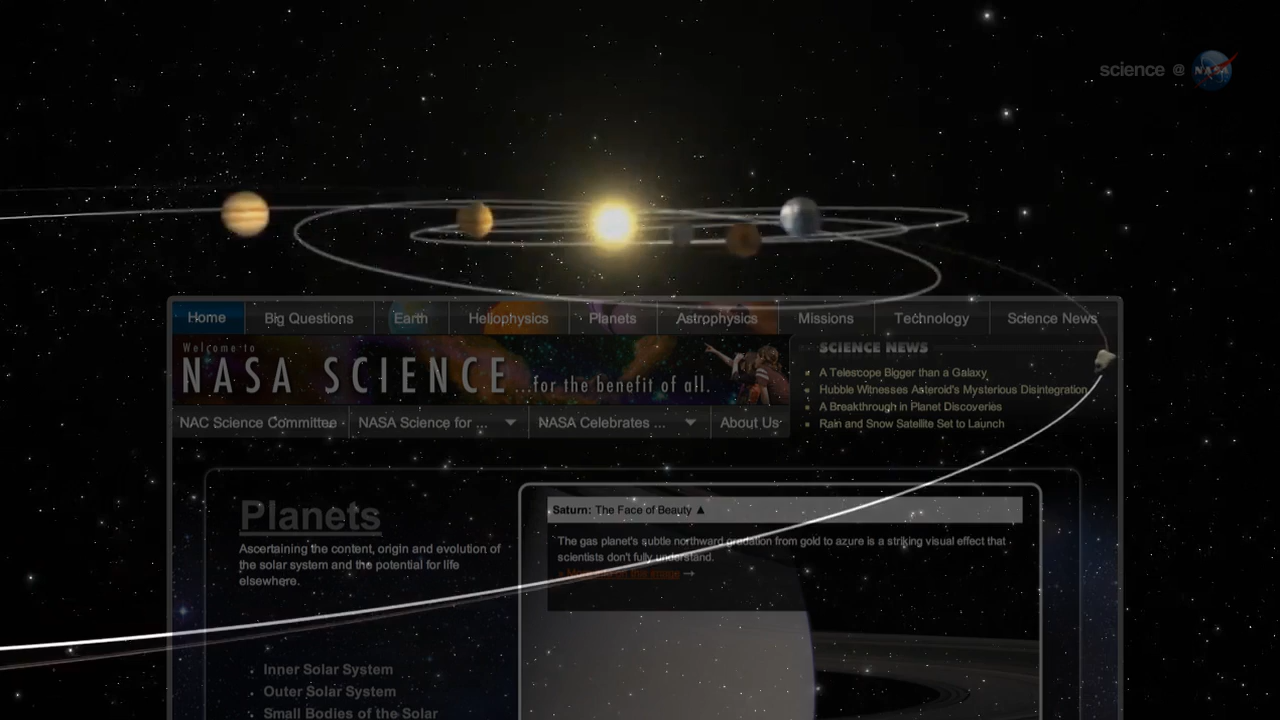 science @ NASA
Home Big Questions Earth Heliophysics Planets Astrophysics Missions Technology Science News
Welcome to
NASA SCIENCE ...for the benefit of all.
SCIENCE NEWS
A Telescope Bigger than a Galaxy
Hubble Witnesses Asteroid's Mysterious Disintegration
A Breakthrough in Planet Discoveries
Rain and Snow Satellite Set to Launch
NAC Science Committee NASA Science for ... NASA Celebrates ... About Us
Planets
Ascertaining the content, origin and evolution of
the solar system and the potential for life
elsewhere.
Saturn: The Face of Beauty ▲
The gas planet's subtle northward gradation from gold to azure is a striking visual effect that
scientists don't fully understand.
Inner Solar System
Outer Solar System
Small Bodies of the Solar